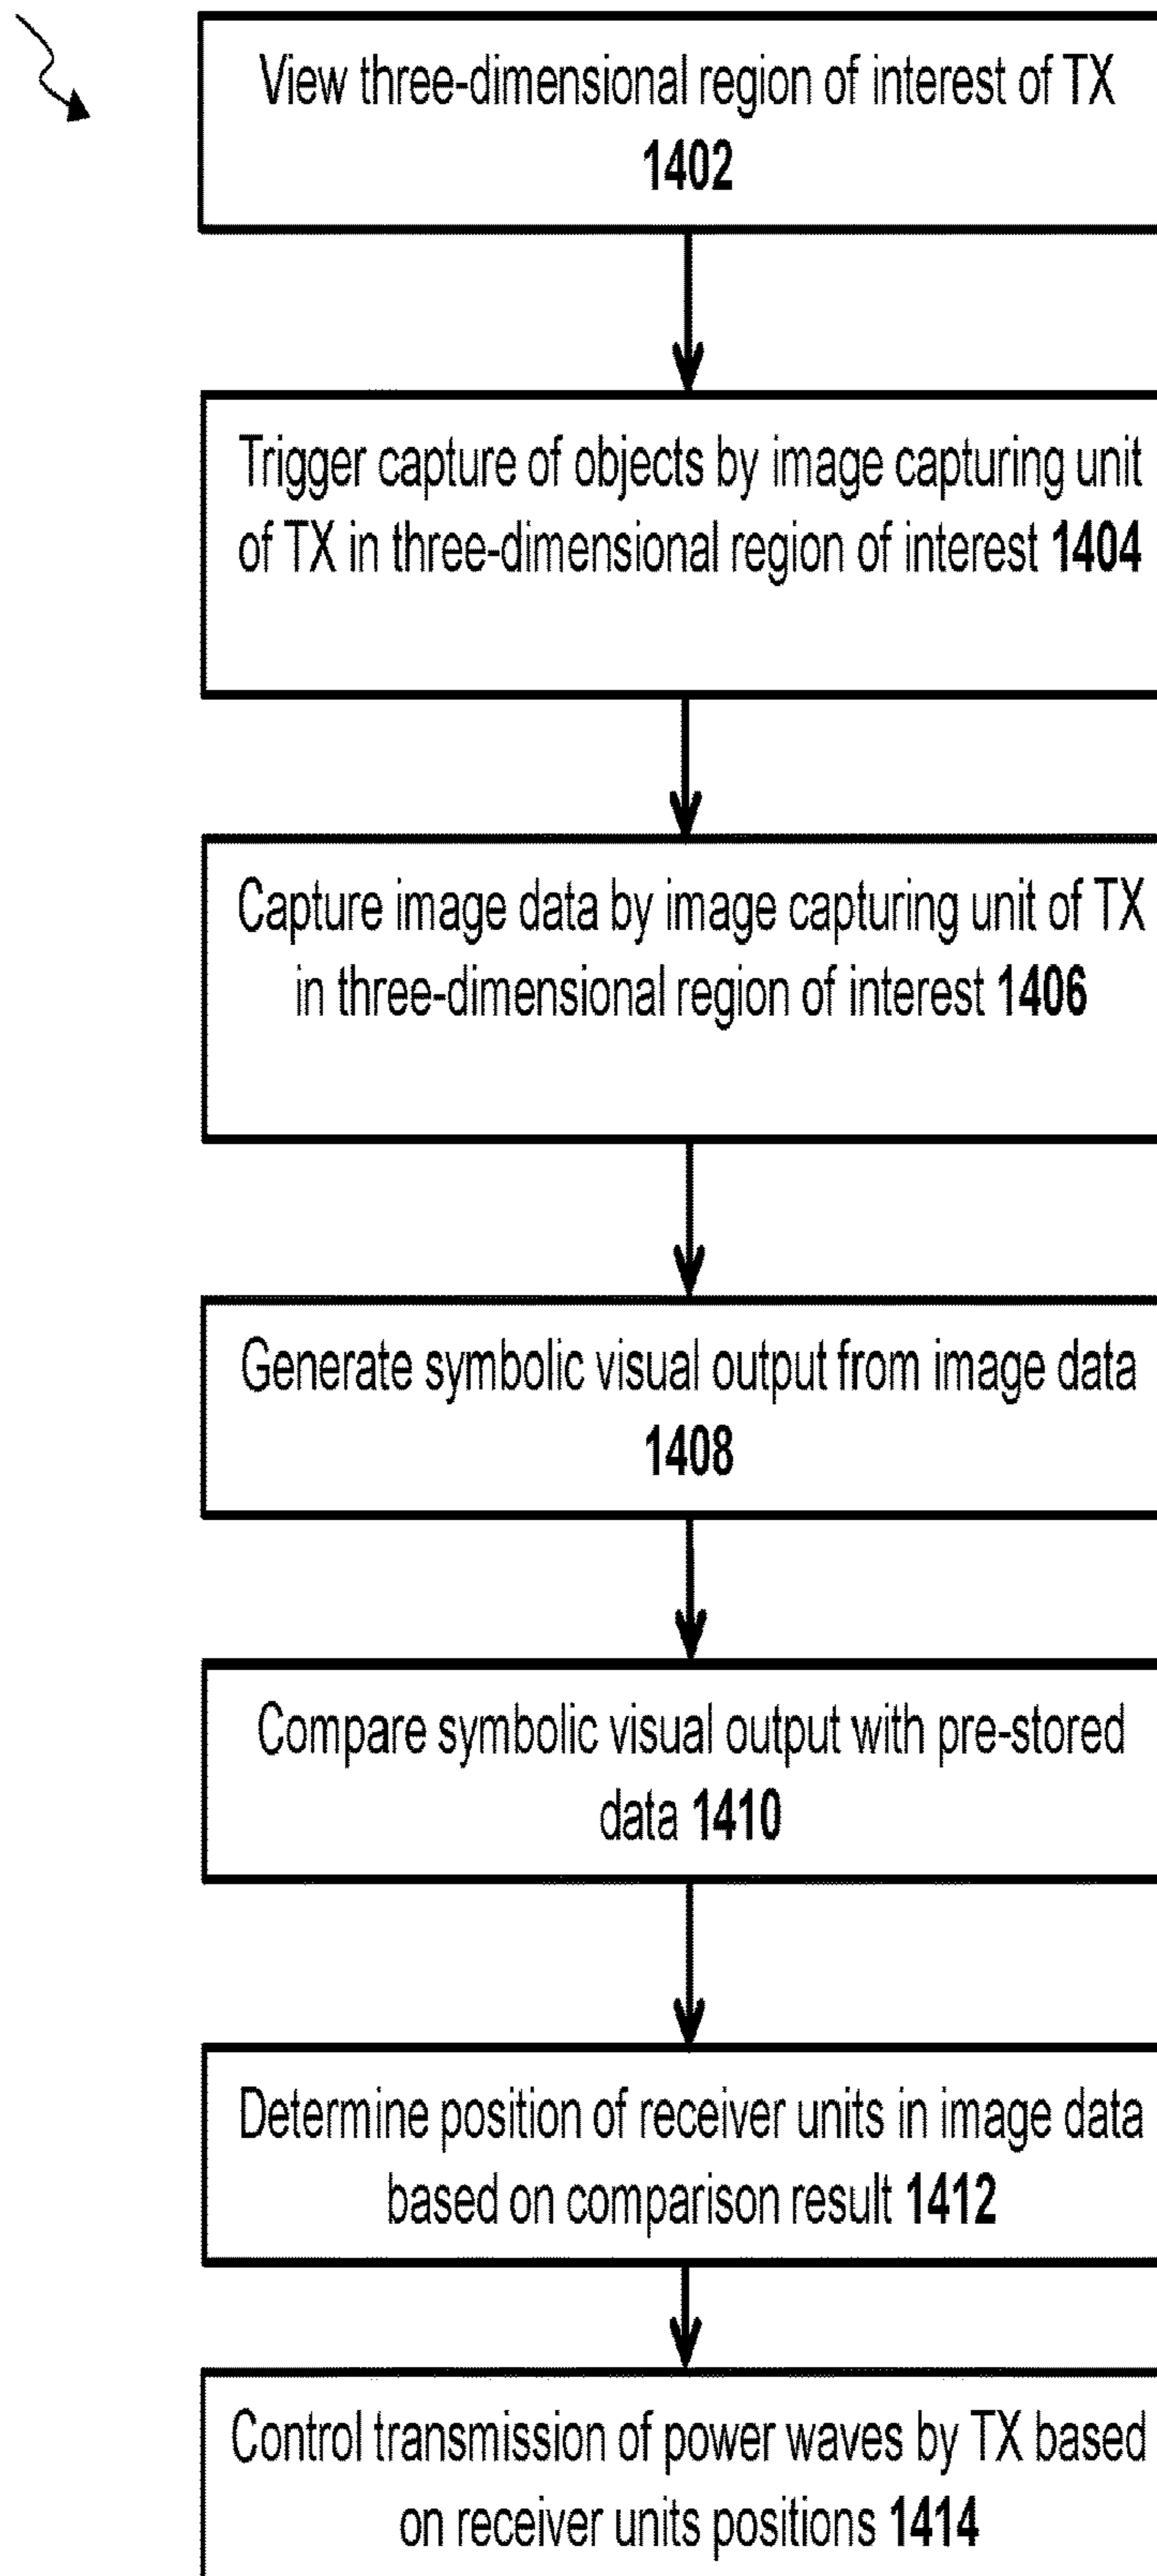 View three-dimensional region of interest of TX
1402
Trigger capture of objects by image capturing unit
of TX in three-dimensional region of interest 1404
Capture image data by image capturing unit of TX
in three-dimensional region of interest 1406
Generate symbolic visual output from image data
1408
Compare symbolic visual output with pre-stored
data 1410
Determine position of receiver units in image data
based on comparison result 1412
Control transmission of power waves by TX based
on receiver units positions 1414